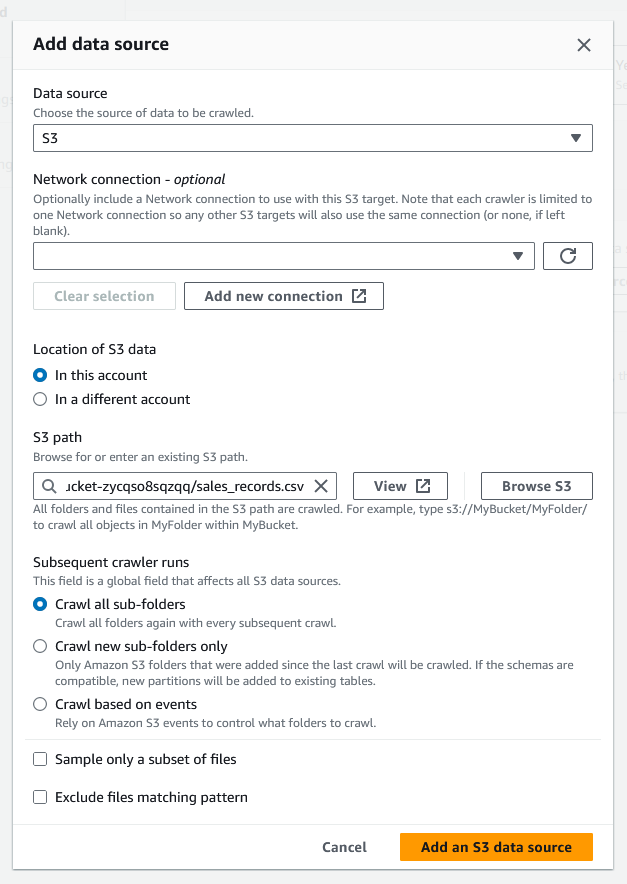 Add data source
Data source
Choose the source of data to be crawled.
S3
Network connection - optional
Optionally include a Network connection to use with this S3 target. Note that each crawler is limited to
one Network connection so any other S3 targets will also use the same connection (or none, if left
blank).
Clear selection
Add new connection
Location of S3 data
In this account
In a different account
S3 path
Browse for or enter an existing S3 path.
ucket-zycqso8sqzqq/sales_records.csv
View
Browse S3
All folders and files contained in the S3 path are crawled. For example, type s3://MyBucket/MyFolder/
to crawl all objects in MyFolder within MyBucket.
Subsequent crawler runs
This field is a global field that affects all S3 data sources.
Crawl all sub-folders
Crawl all folders again with every subsequent crawl.
Crawl new sub-folders only
Only Amazon S3 folders that were added since the last crawl will be crawled. If the schemas are
compatible, new partitions will be added to existing tables.
Crawl based on events
Rely on Amazon S3 events to control what folders to crawl.
Sample only a subset of files
Exclude files matching pattern
Cancel
Add an S3 data source